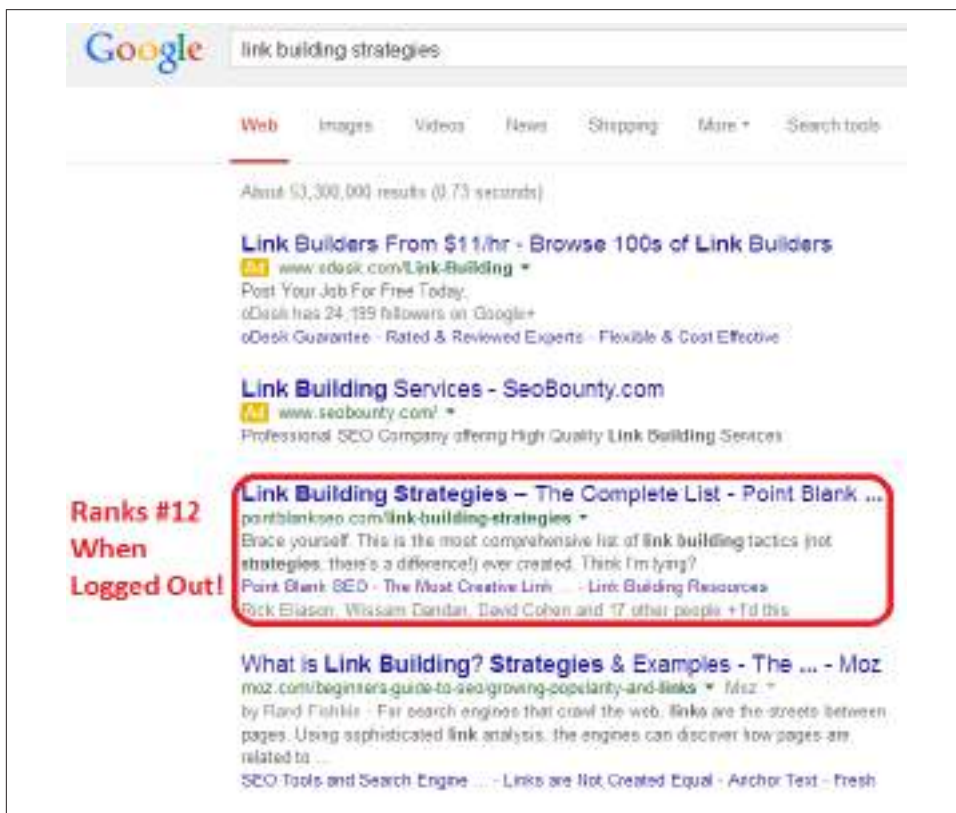 Google link building strategies
Web Images Videos News Shopping More Search tools
About 53,300,000 results (0.73 seconds)
Link Builders From $11/hr - Browse 100s of Link Builders
Ad www.odesk.com/Link-Building
Post Your Job For Free Today.
oDesk has 24,199 followers on Google+
oDesk Guarantee - Rated & Reviewed Experts - Flexible & Cost Effective
Link Building Services - SeoBounty.com
Ad www.seobounty.com/
Professional SEO Company offering High Quality Link Building Services
Ranks #12
When
Logged Out!
Link Building Strategies – The Complete List - Point Blank ...
pointblankseo.com/link-building-strategies
Brace yourself. This is the most comprehensive list of link building tactics (not
strategies, there's a difference!) ever created. Think I'm lying?
Point Blank SEO - The Most Creative Link ... - Link Building Resources
Rick Eliason, Wissam Dandan, David Cohen and 17 other people +1'd this
What is Link Building? Strategies & Examples - The ... - Moz
moz.com/beginners-guide-to-seo/growing-popularity-and-links Moz
by Rand Fishkin - For search engines that crawl the web, links are the streets between
pages. Using sophisticated link analysis, the engines can discover how pages are
related to ...
SEO Tools and Search Engine ... - Links are Not Created Equal - Anchor Text - Fresh